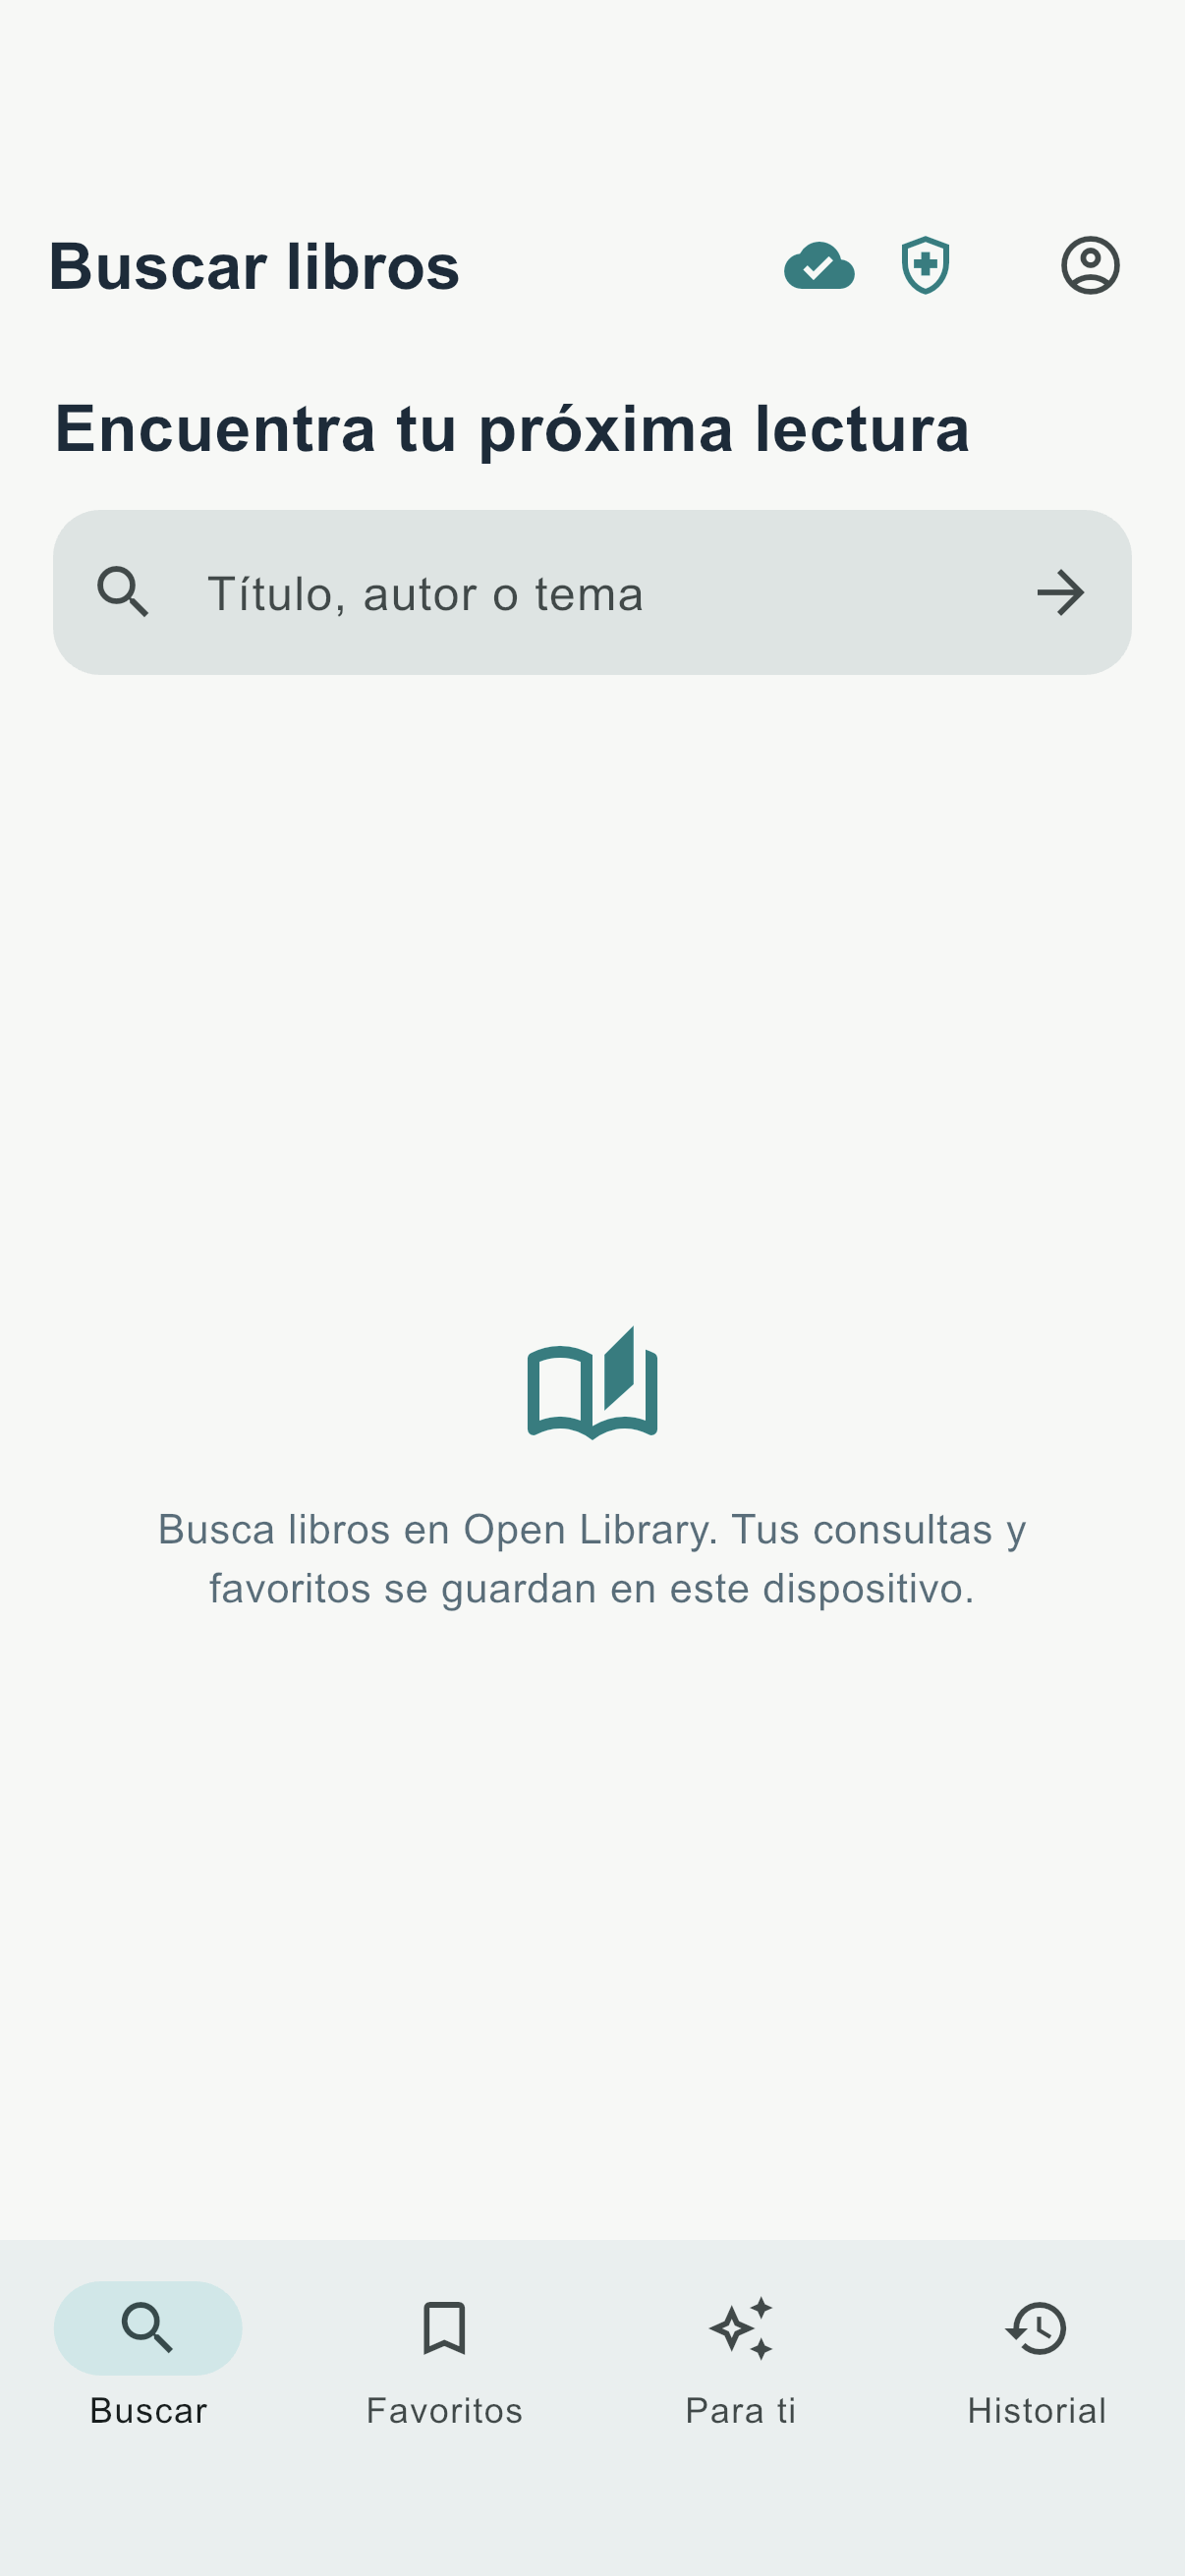 Buscar libros
Encuentra tu próxima lectura
Título, autor o tema
Busca libros en Open Library. Tus consultas y
favoritos se guardan en este dispositivo.
Buscar
Favoritos
Para ti
Historial